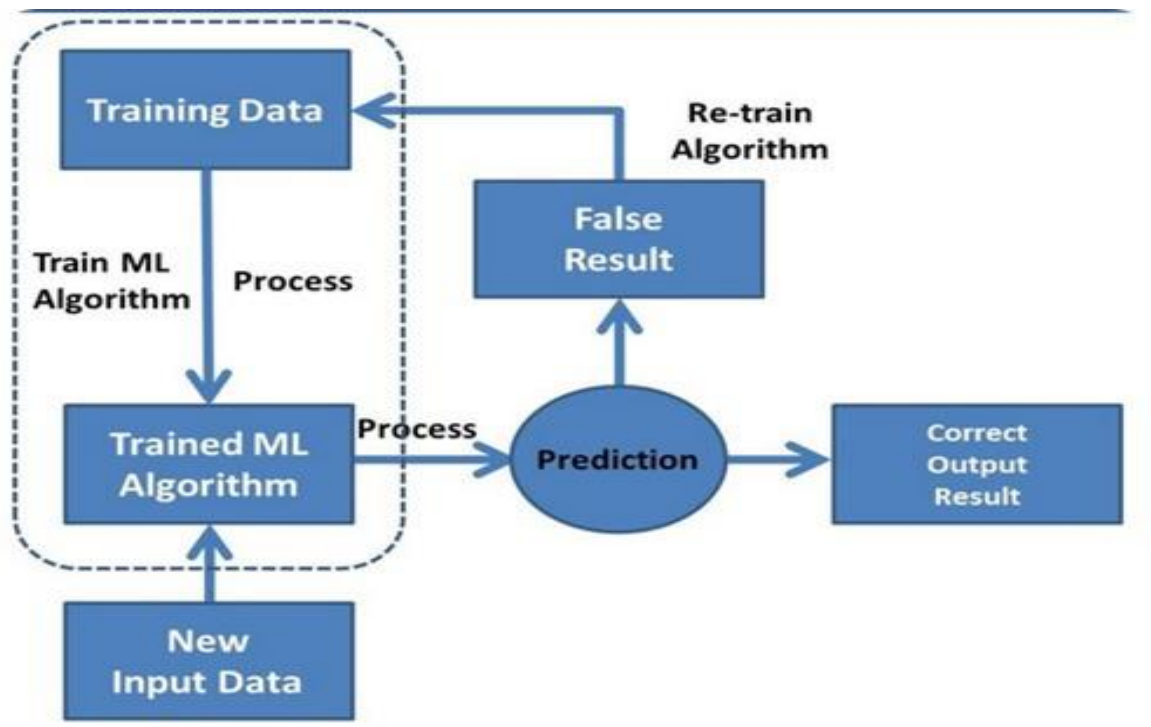 Training Data
Re-train
Algorithm
False
Result
Train ML
Algorithm
Process
Trained ML
Algorithm
Process
Prediction
Correct
Output
Result
New
Input Data